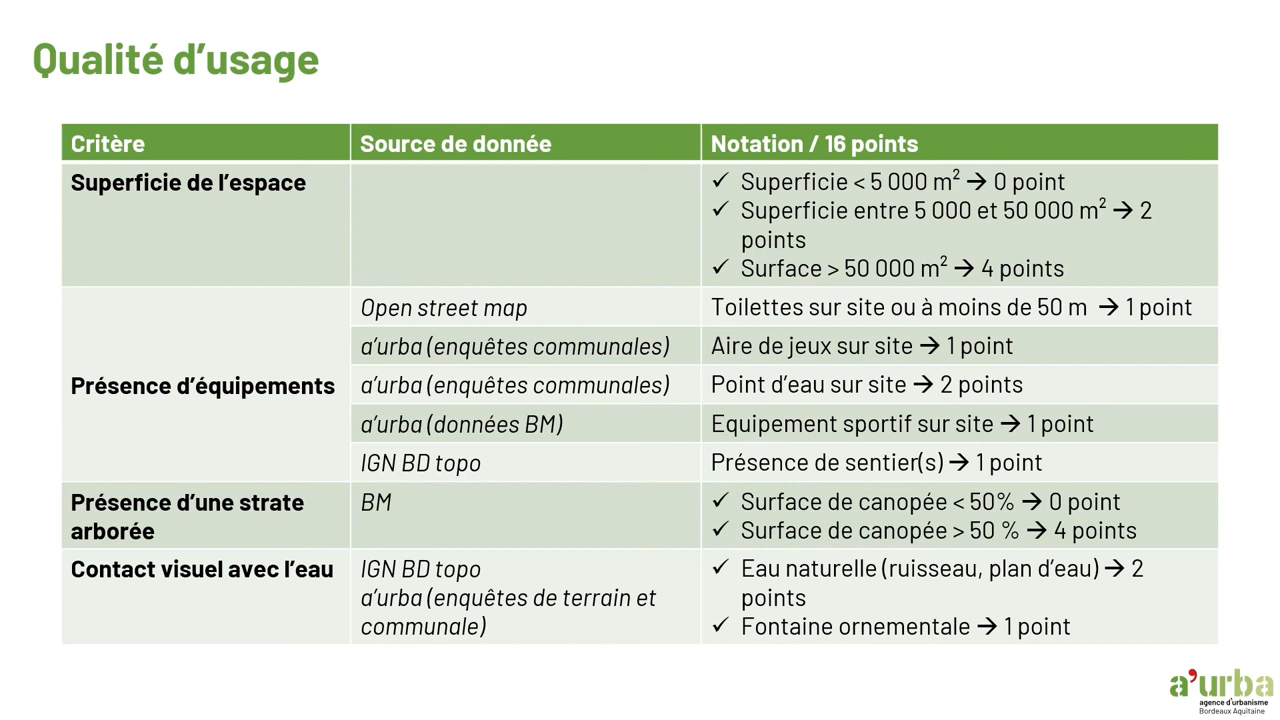 Qualité d’usage
Critère
Source de donnée
Notation / 16 points
Superficie de l’espace
✓ Superficie < 5 000 m² → 0 point
✓ Superficie entre 5 000 et 50 000 m² → 2
points
✓ Surface > 50 000 m² → 4 points
Présence d’équipements
Open street map
Toilettes sur site ou à moins de 50 m → 1 point
a’urba (enquêtes communales)
Aire de jeux sur site → 1 point
a’urba (enquêtes communales)
Point d’eau sur site → 2 points
a’urba (données BM)
Equipement sportif sur site → 1 point
IGN BD topo
Présence de sentier(s) → 1 point
Présence d’une strate
arborée
BM
✓ Surface de canopée < 50% → 0 point
✓ Surface de canopée > 50 % → 4 points
Contact visuel avec l’eau
IGN BD topo
a’urba (enquêtes de terrain et
communale)
✓ Eau naturelle (ruisseau, plan d’eau) → 2
points
✓ Fontaine ornementale → 1 point
a’urba
agence d’urbanisme
Bordeaux Aquitaine